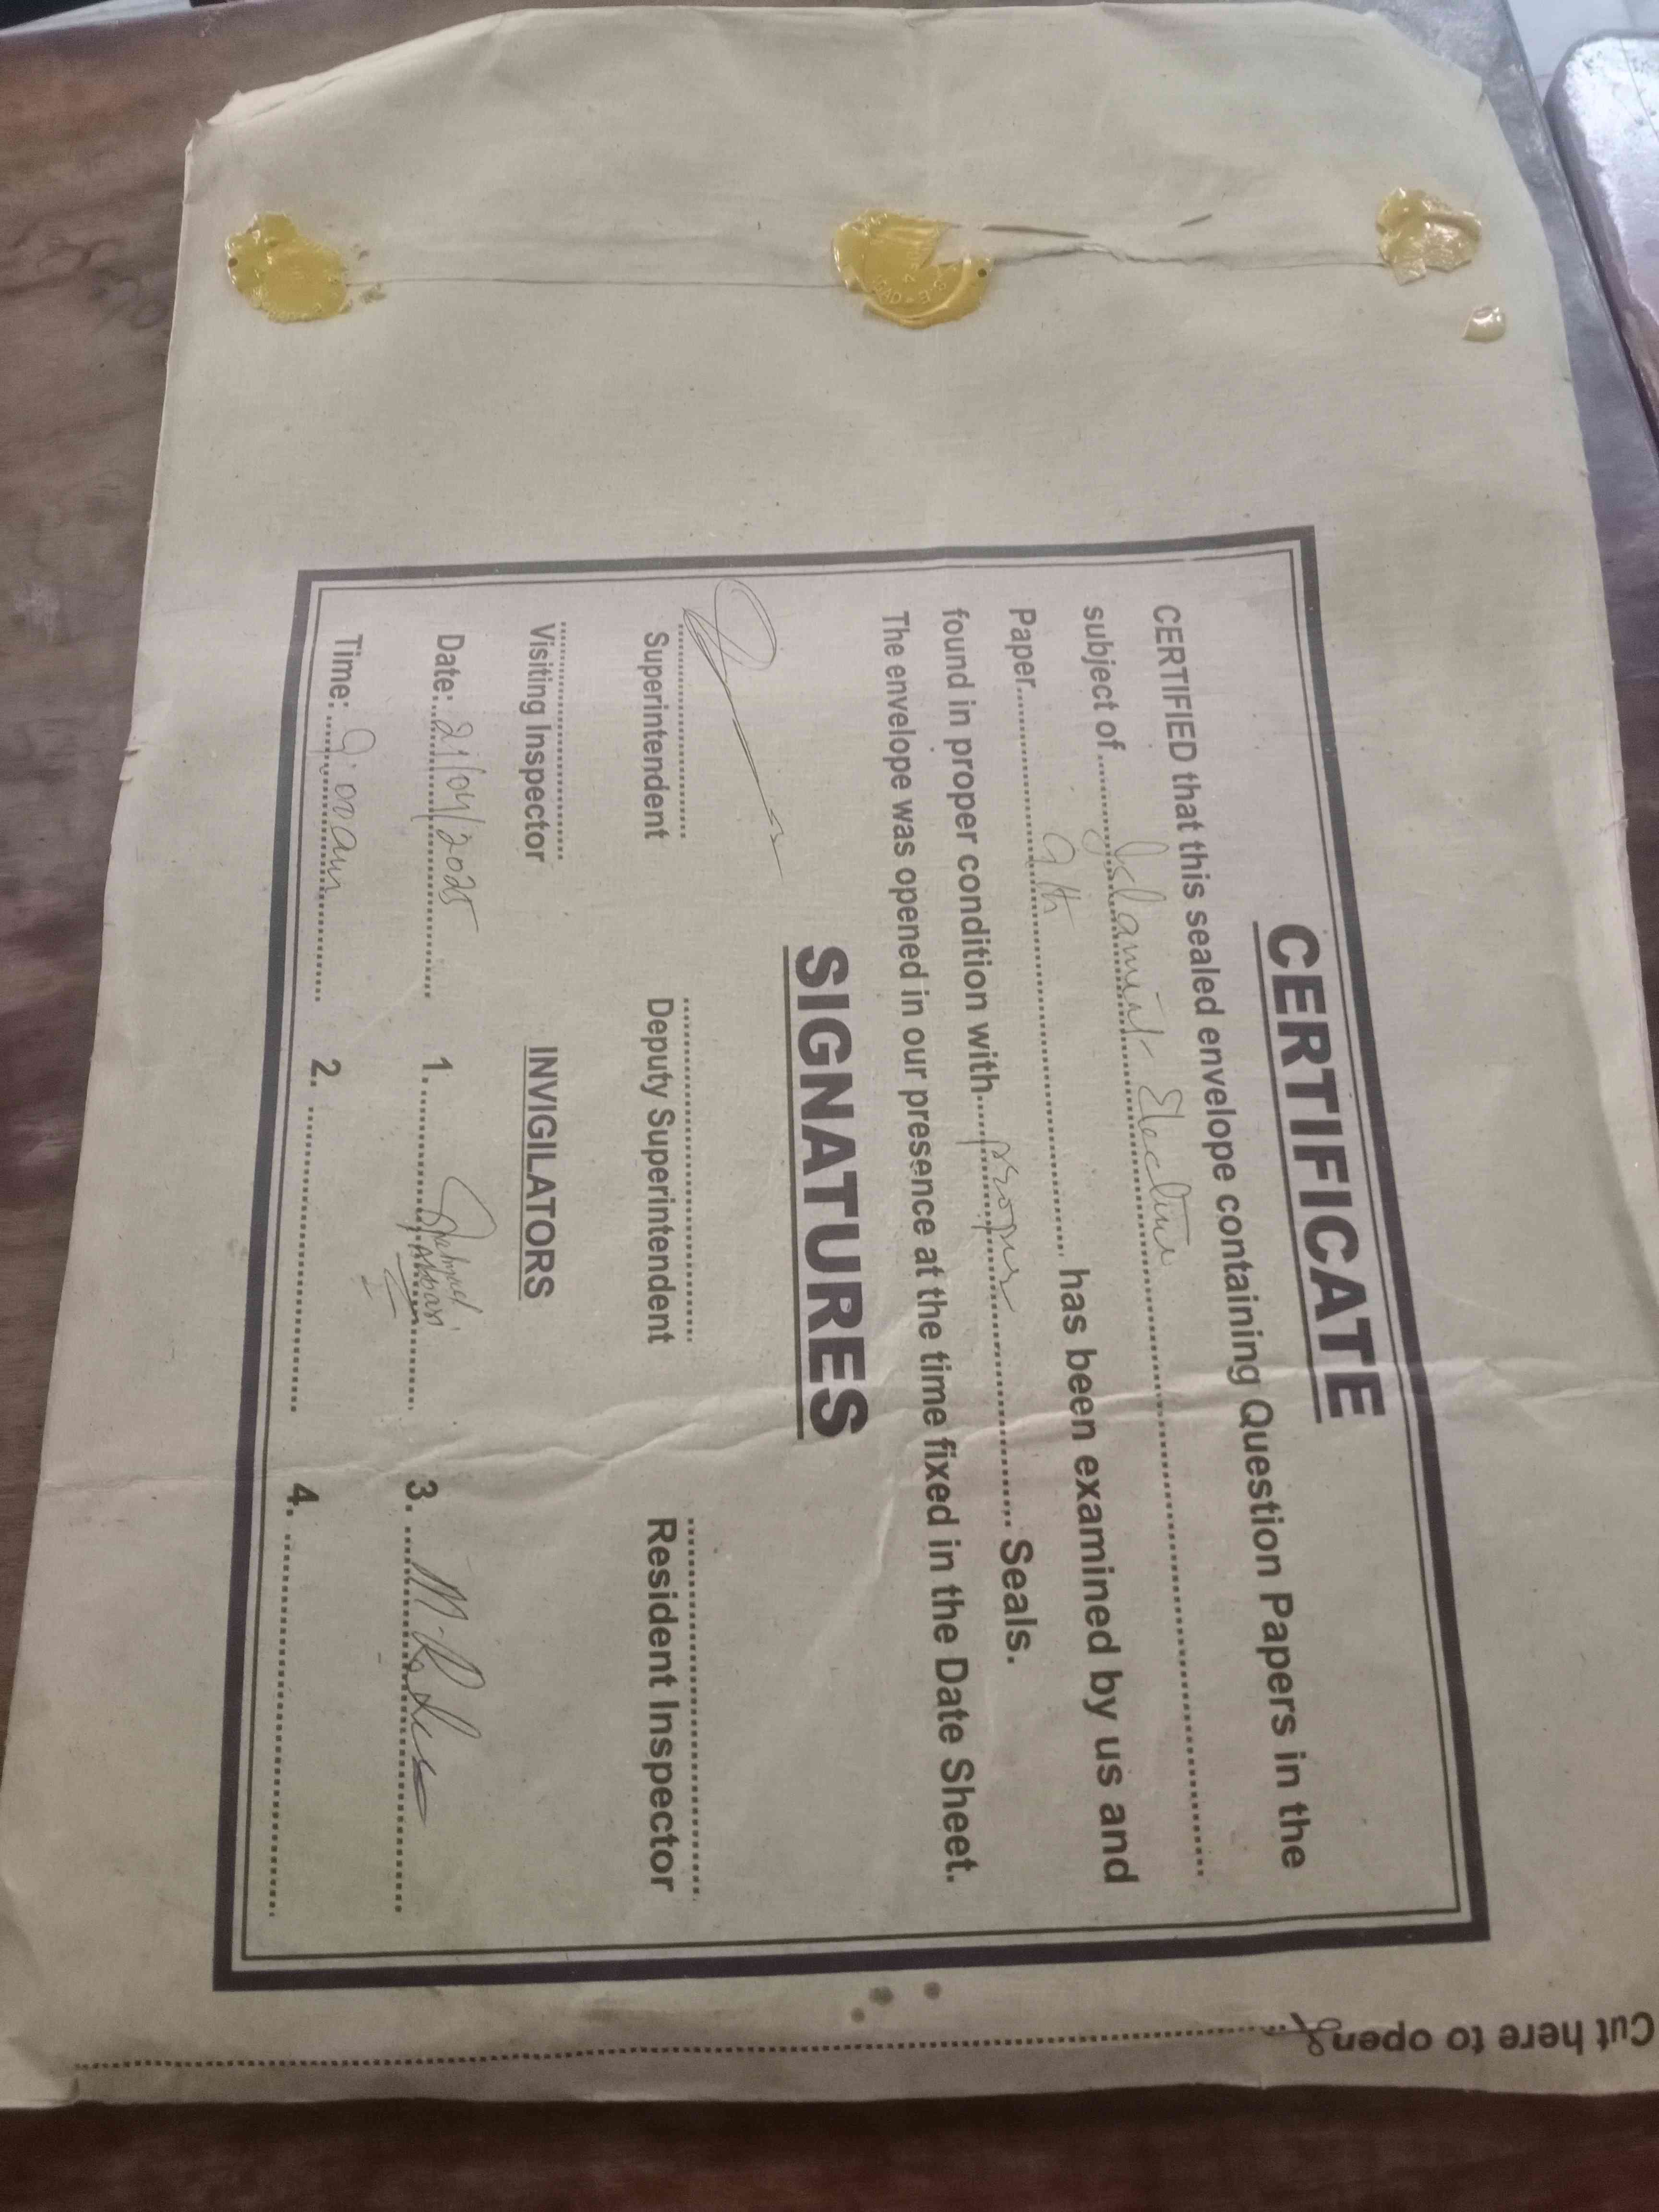 CERTIFICATE
CERTIFIED that this sealed envelope containing Question Papers in the
subject of Islamiat- Elective
Paper 9th has been examined by us and
found in proper condition with proper Seals.
The envelope was opened in our presence at the time fixed in the Date Sheet.
SIGNATURES
Superintendent Deputy Superintendent Resident Inspector
Visiting Inspector INVIGILATORS
Date: 21/04/2025 1. 3.
Time: 9:00am 2. 4.
Cut here to open